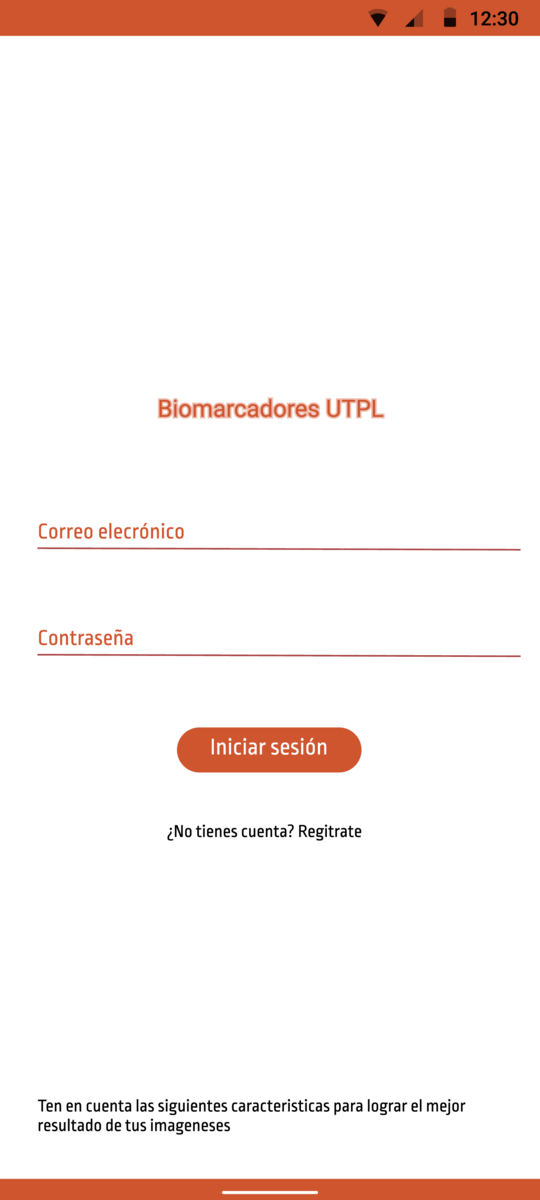 12:30
Biomarcadores UTPL
Correo elecrónico
Contraseña
Iniciar sesión
¿No tienes cuenta? Regitrate
Ten en cuenta las siguientes caracteristicas para lograr el mejor
resultado de tus imageneses